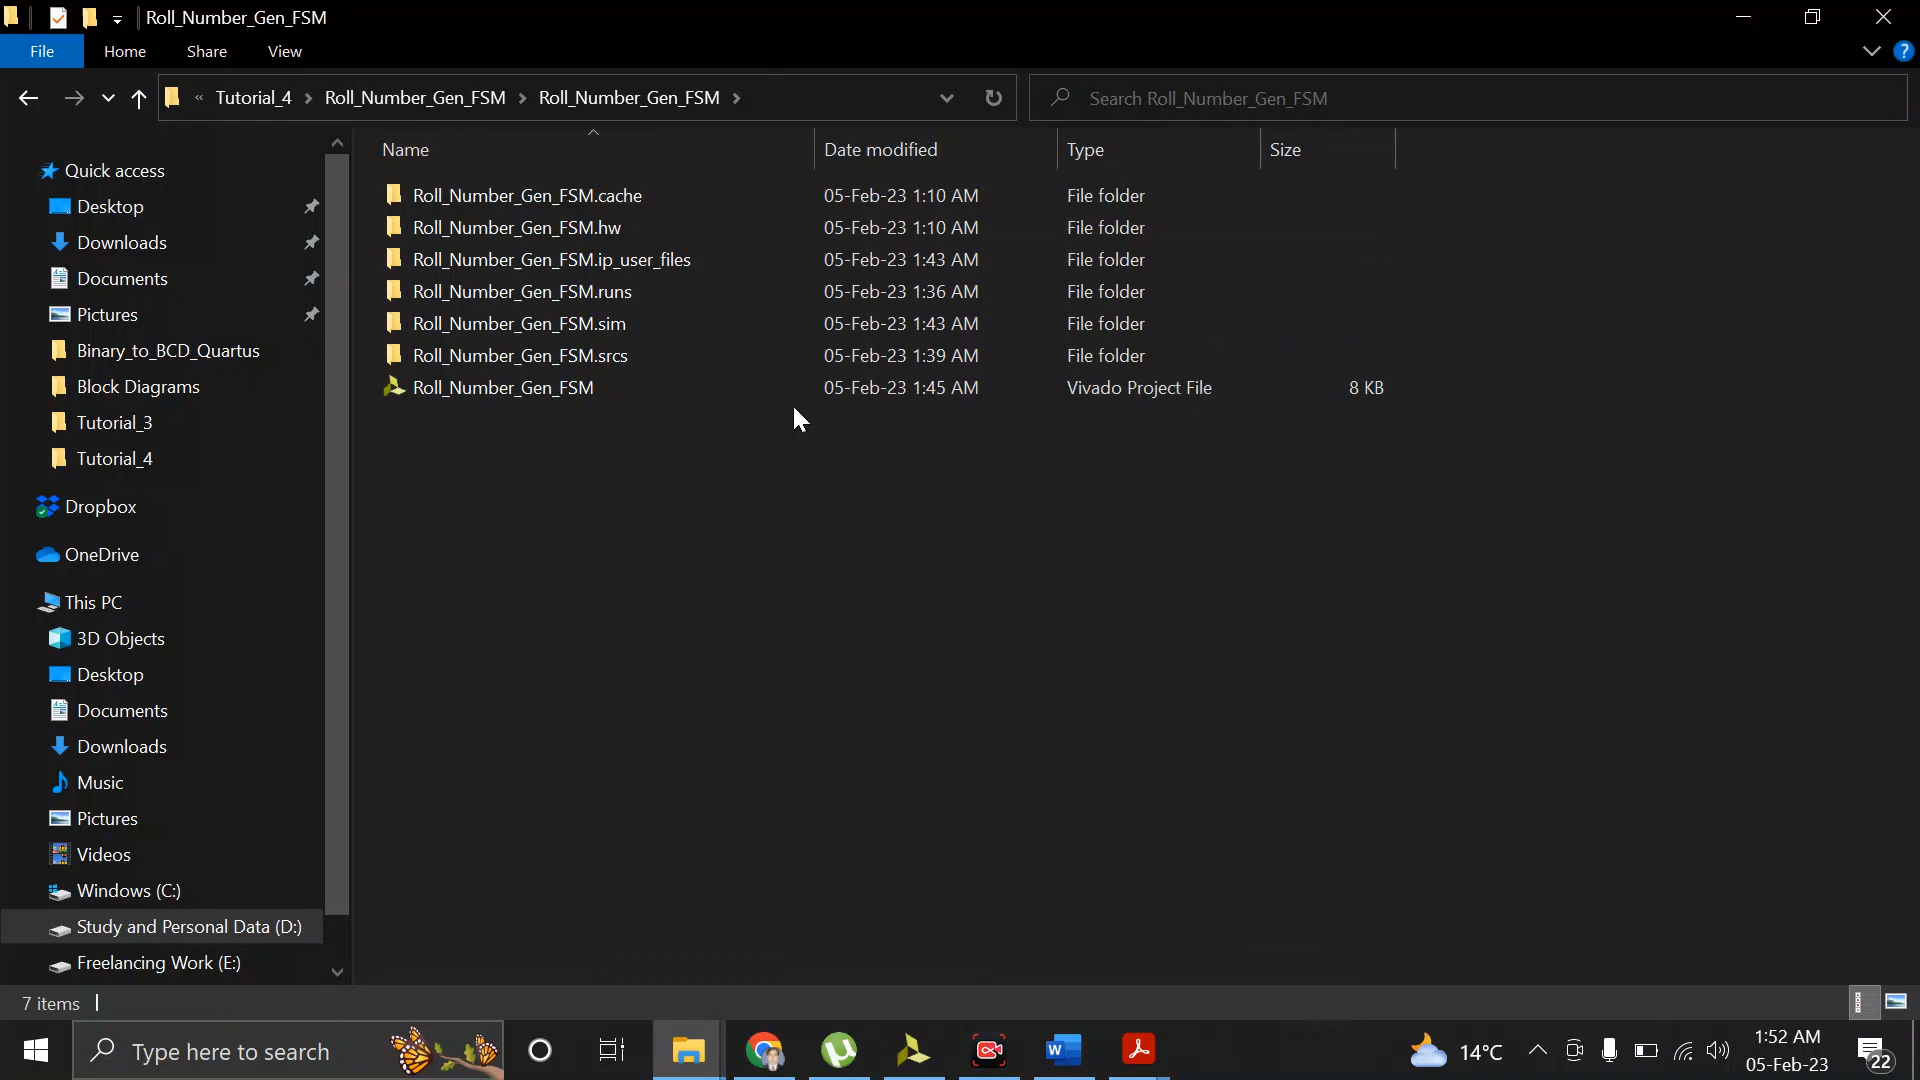 Roll_Number_Gen_FSM
File Home Share View
« Tutorial_4 › Roll_Number_Gen_FSM › Roll_Number_Gen_FSM ›
Search Roll_Number_Gen_FSM
Quick access
Desktop
Downloads
Documents
Pictures
Binary_to_BCD_Quartus
Block Diagrams
Tutorial_3
Tutorial_4
Dropbox
OneDrive
This PC
3D Objects
Desktop
Documents
Downloads
Music
Pictures
Videos
Windows (C:)
Study and Personal Data (D:)
Freelancing Work (E:)
Name Date modified Type Size
Roll_Number_Gen_FSM.cache 05-Feb-23 1:10 AM File folder
Roll_Number_Gen_FSM.hw 05-Feb-23 1:10 AM File folder
Roll_Number_Gen_FSM.ip_user_files 05-Feb-23 1:43 AM File folder
Roll_Number_Gen_FSM.runs 05-Feb-23 1:36 AM File folder
Roll_Number_Gen_FSM.sim 05-Feb-23 1:43 AM File folder
Roll_Number_Gen_FSM.srcs 05-Feb-23 1:39 AM File folder
Roll_Number_Gen_FSM 05-Feb-23 1:45 AM Vivado Project File 8 KB
7 items
Type here to search
14°C
1:52 AM
05-Feb-23
22